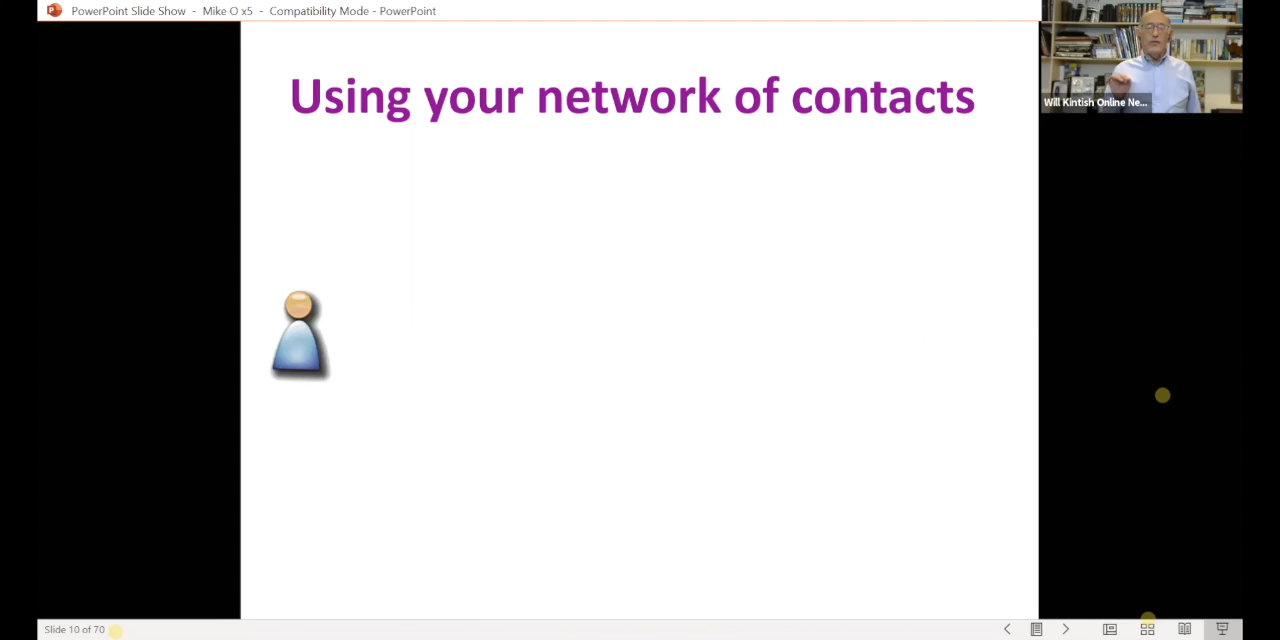 PowerPoint Slide Show - Mike O x5 - Compatibility Mode - PowerPoint
Using your network of contacts
Will Kintish Online Ne...
Slide 10 of 70